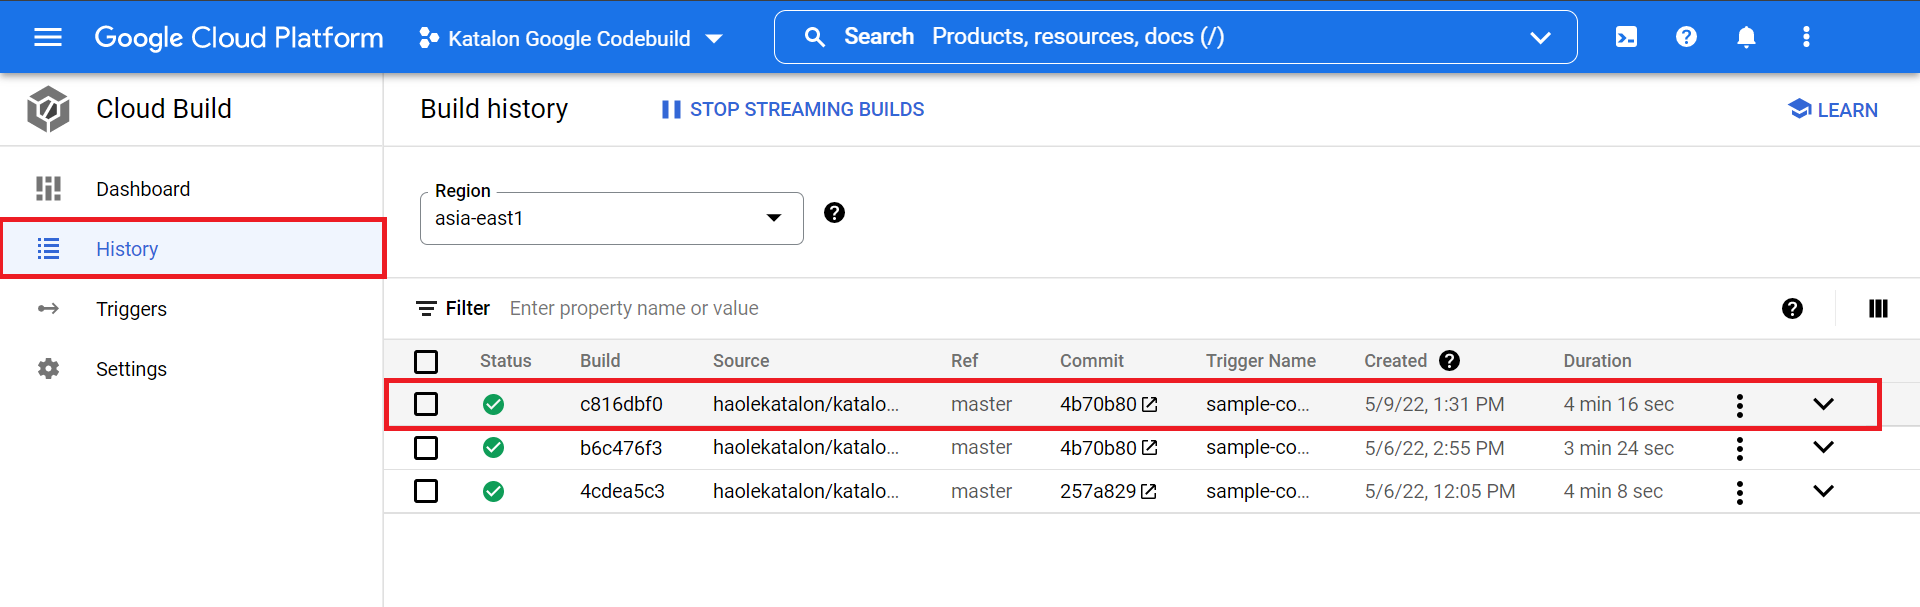 Google Cloud Platform Katalon Google Codebuild Search Products, resources, docs (/)
Cloud Build
Build history STOP STREAMING BUILDS LEARN
Dashboard
History
Triggers
Settings
Region
asia-east1
Filter Enter property name or value
Status Build Source Ref Commit Trigger Name Created Duration
c816dbf0 haolekatalon/katalo... master 4b70b80 sample-co... 5/9/22, 1:31 PM 4 min 16 sec
b6c476f3 haolekatalon/katalo... master 4b70b80 sample-co... 5/6/22, 2:55 PM 3 min 24 sec
4cdea5c3 haolekatalon/katalo... master 257a829 sample-co... 5/6/22, 12:05 PM 4 min 8 sec